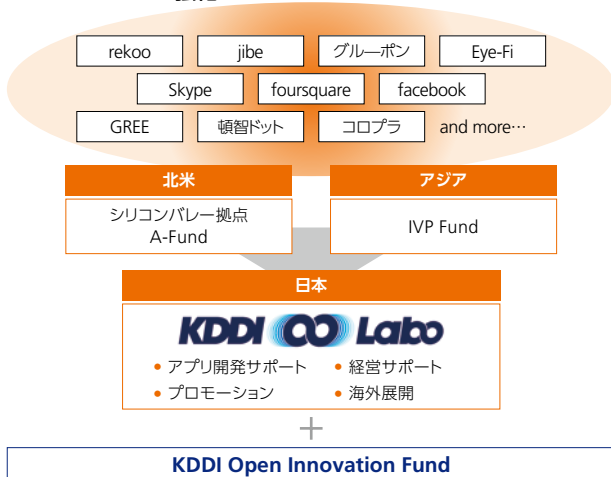 rekoo jibe グルーポン Eye-Fi
Skype foursquare facebook
GREE 頓智ドット コロプラ and more…
北米 アジア
シリコンバレー拠点
A-Fund
IVP Fund
日本
KDDI ∞ Labo
• アプリ開発サポート • 経営サポート
• プロモーション • 海外展開
+
KDDI Open Innovation Fund